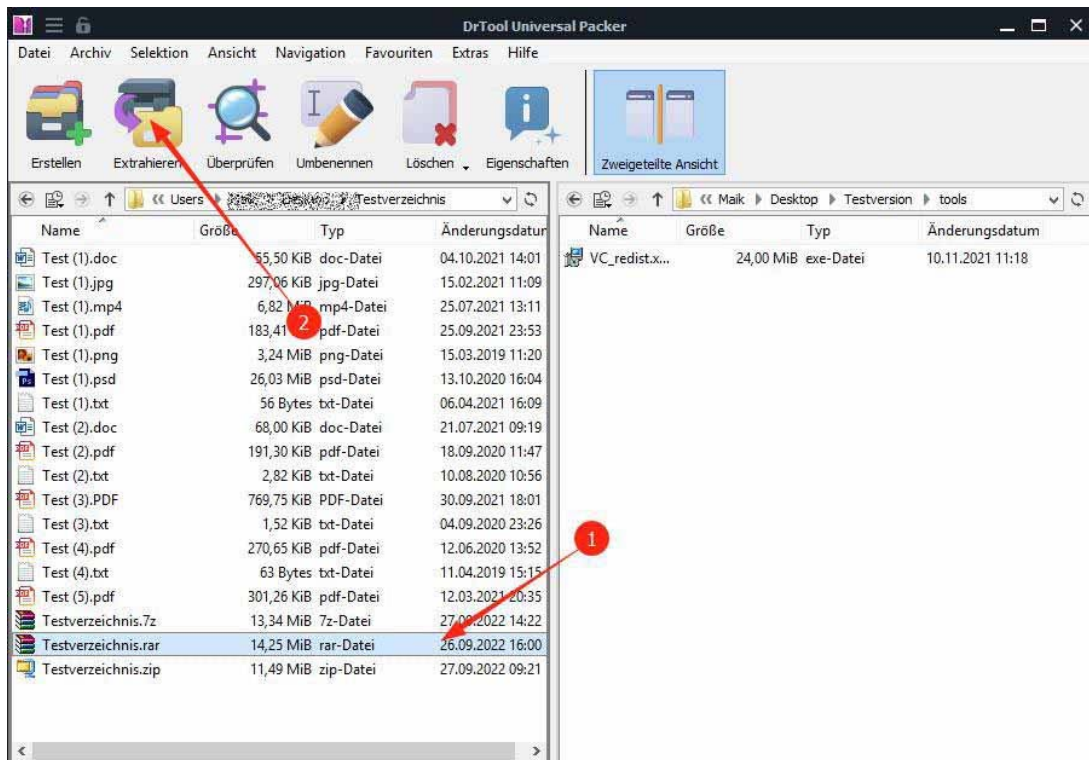 DrTool Universal Packer
Datei Archiv Selektion Ansicht Navigation Favouriten Extras Hilfe
Erstellen Extrahieren Überprüfen Umbenennen Löschen Eigenschaften Zweigeteilte Ansicht
Users Testverzeichnis
Maik Desktop Testversion tools
Name Größe Typ Änderungsdatum
Name Größe Typ Änderungsdatum
Test (1).doc 55,50 KiB doc-Datei 04.10.2021 14:01
VC_redist.x... 24,00 MiB exe-Datei 10.11.2021 11:18
Test (1).jpg 297,06 KiB jpg-Datei 15.02.2021 11:09
Test (1).mp4 6,82 MiB mp4-Datei 25.07.2021 13:11
2
Test (1).pdf 183,41 pdf-Datei 25.09.2021 23:53
Test (1).png 3,24 MiB png-Datei 15.03.2019 11:20
Test (1).psd 26,03 MiB psd-Datei 13.10.2020 16:04
Test (1).txt 56 Bytes txt-Datei 06.04.2021 16:09
Test (2).doc 68,00 KiB doc-Datei 21.07.2021 09:19
Test (2).pdf 191,30 KiB pdf-Datei 18.09.2020 11:47
Test (2).txt 2,82 KiB txt-Datei 10.08.2020 10:56
Test (3).PDF 769,75 KiB PDF-Datei 30.09.2021 18:01
Test (3).txt 1,52 KiB txt-Datei 04.09.2020 23:26
1
Test (4).pdf 270,65 KiB pdf-Datei 12.06.2020 13:52
Test (4).txt 63 Bytes txt-Datei 11.04.2019 15:15
Test (5).pdf 301,26 KiB pdf-Datei 12.03.2021 20:35
Testverzeichnis.7z 13,34 MiB 7z-Datei 27.09.2022 14:22
Testverzeichnis.rar 14,25 MiB rar-Datei 26.09.2022 16:00
Testverzeichnis.zip 11,49 MiB zip-Datei 27.09.2022 09:21